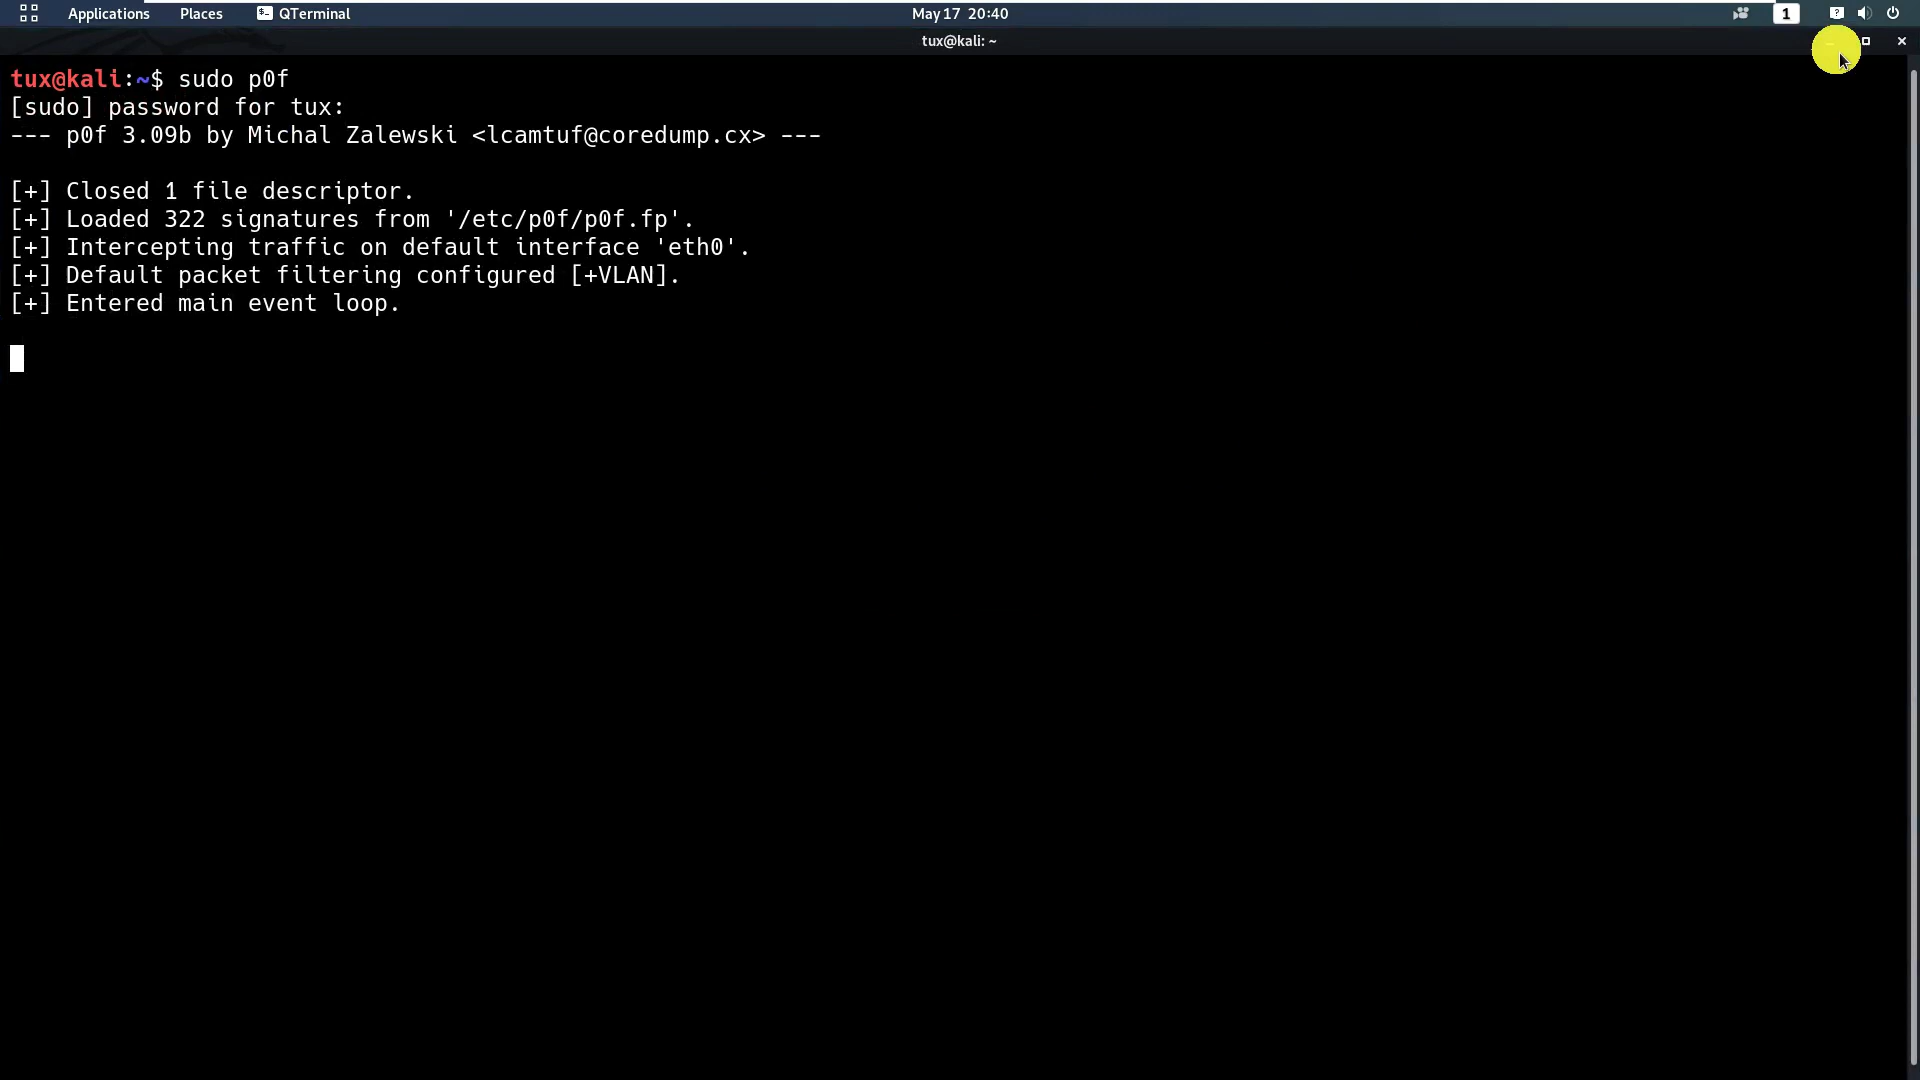 Applications Places QTerminal May 17 20:40 1
tux@kali: ~
tux@kali:~$ sudo p0f
[sudo] password for tux:
--- p0f 3.09b by Michal Zalewski <lcamtuf@coredump.cx> ---
[+] Closed 1 file descriptor.
[+] Loaded 322 signatures from '/etc/p0f/p0f.fp'.
[+] Intercepting traffic on default interface 'eth0'.
[+] Default packet filtering configured [+VLAN].
[+] Entered main event loop.